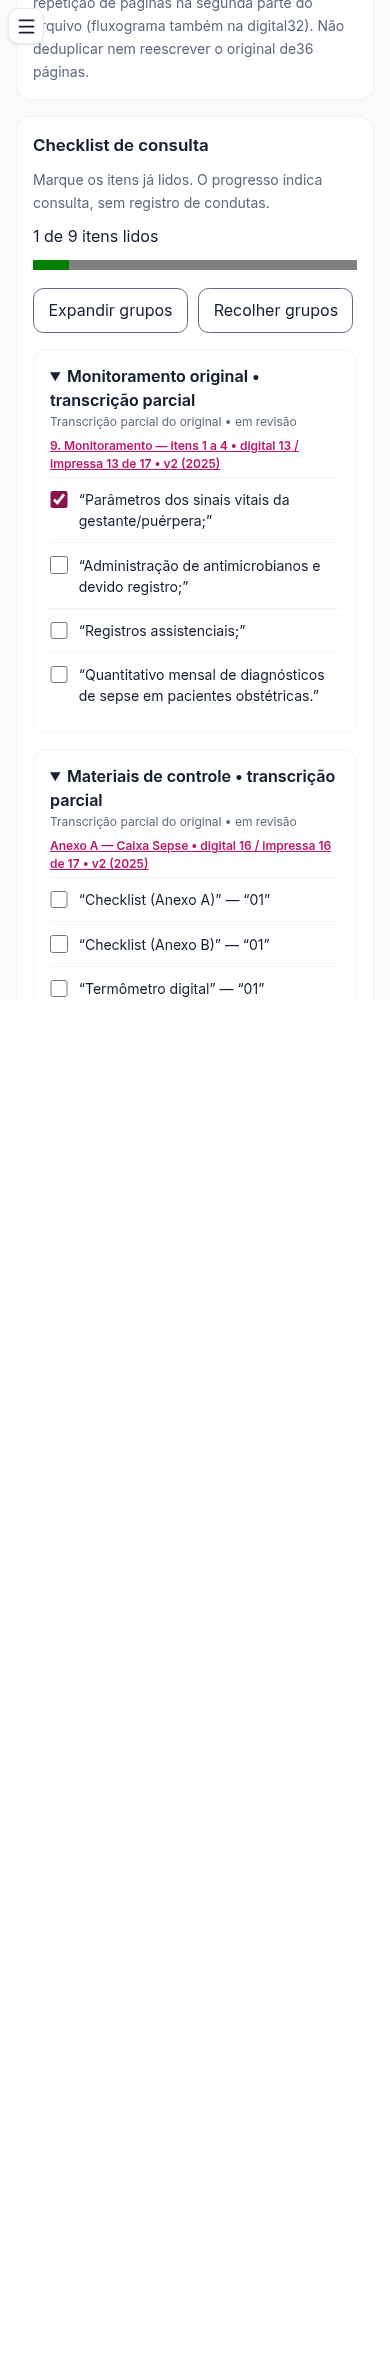 repetição de páginas na segunda parte do
arquivo (fluxograma também na digital32). Não
deduplicar nem reescrever o original de36
páginas.
Checklist de consulta
Marque os itens já lidos. O progresso indica
consulta, sem registro de condutas.
1 de 9 itens lidos
Expandir grupos
Recolher grupos
▼ Monitoramento original •
transcrição parcial
Transcrição parcial do original • em revisão
9. Monitoramento — itens 1 a 4 • digital 13 /
impressa 13 de 17 • v2 (2025)
“Parâmetros dos sinais vitais da
gestante/puérpera;”
“Administração de antimicrobianos e
devido registro;”
“Registros assistenciais;”
“Quantitativo mensal de diagnósticos
de sepse em pacientes obstétricas.”
▼ Materiais de controle • transcrição
parcial
Transcrição parcial do original • em revisão
Anexo A — Caixa Sepse • digital 16 / impressa 16
de 17 • v2 (2025)
“Checklist (Anexo A)” — “01”
“Checklist (Anexo B)” — “01”
“Termômetro digital” — “01”